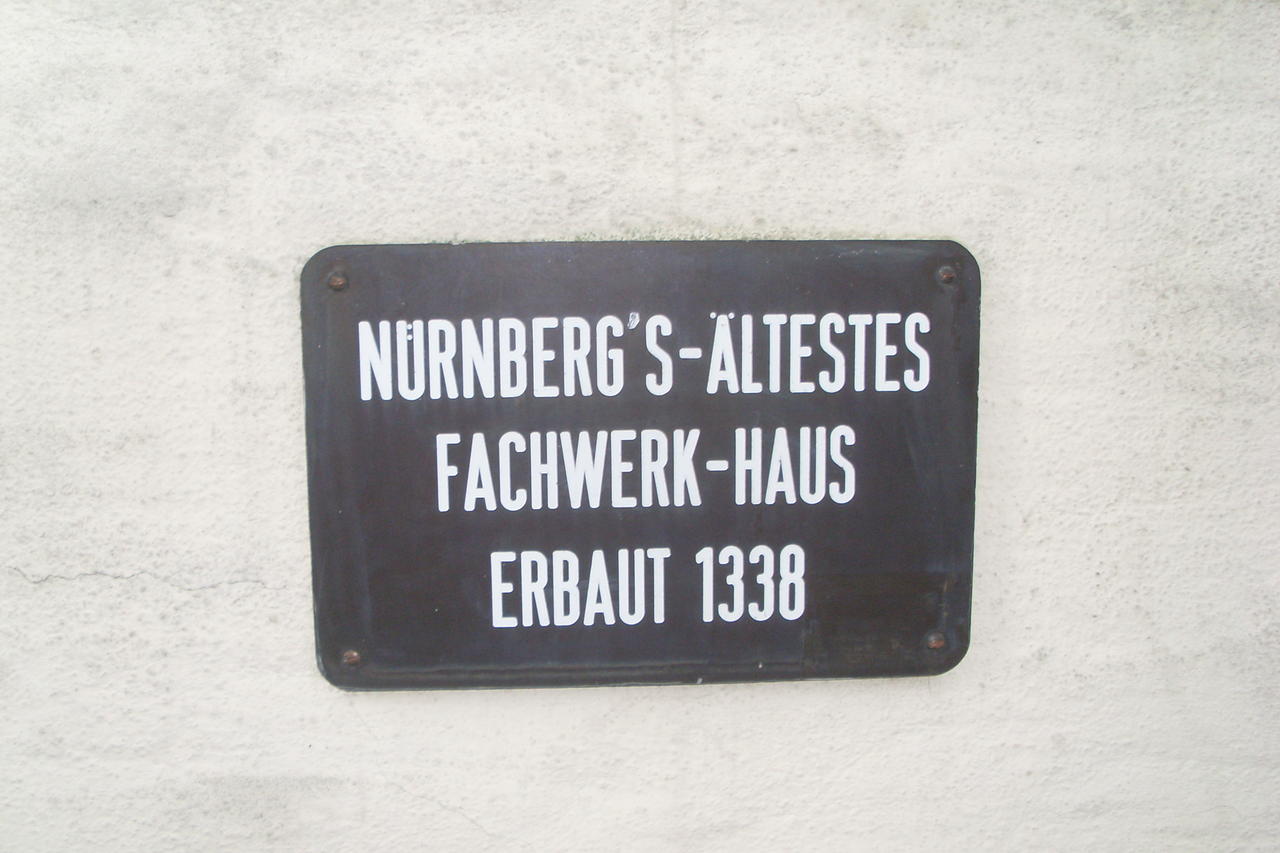 NÜRNBERG'S-ÄLTESTES
FACHWERK-HAUS
ERBAUT 1338